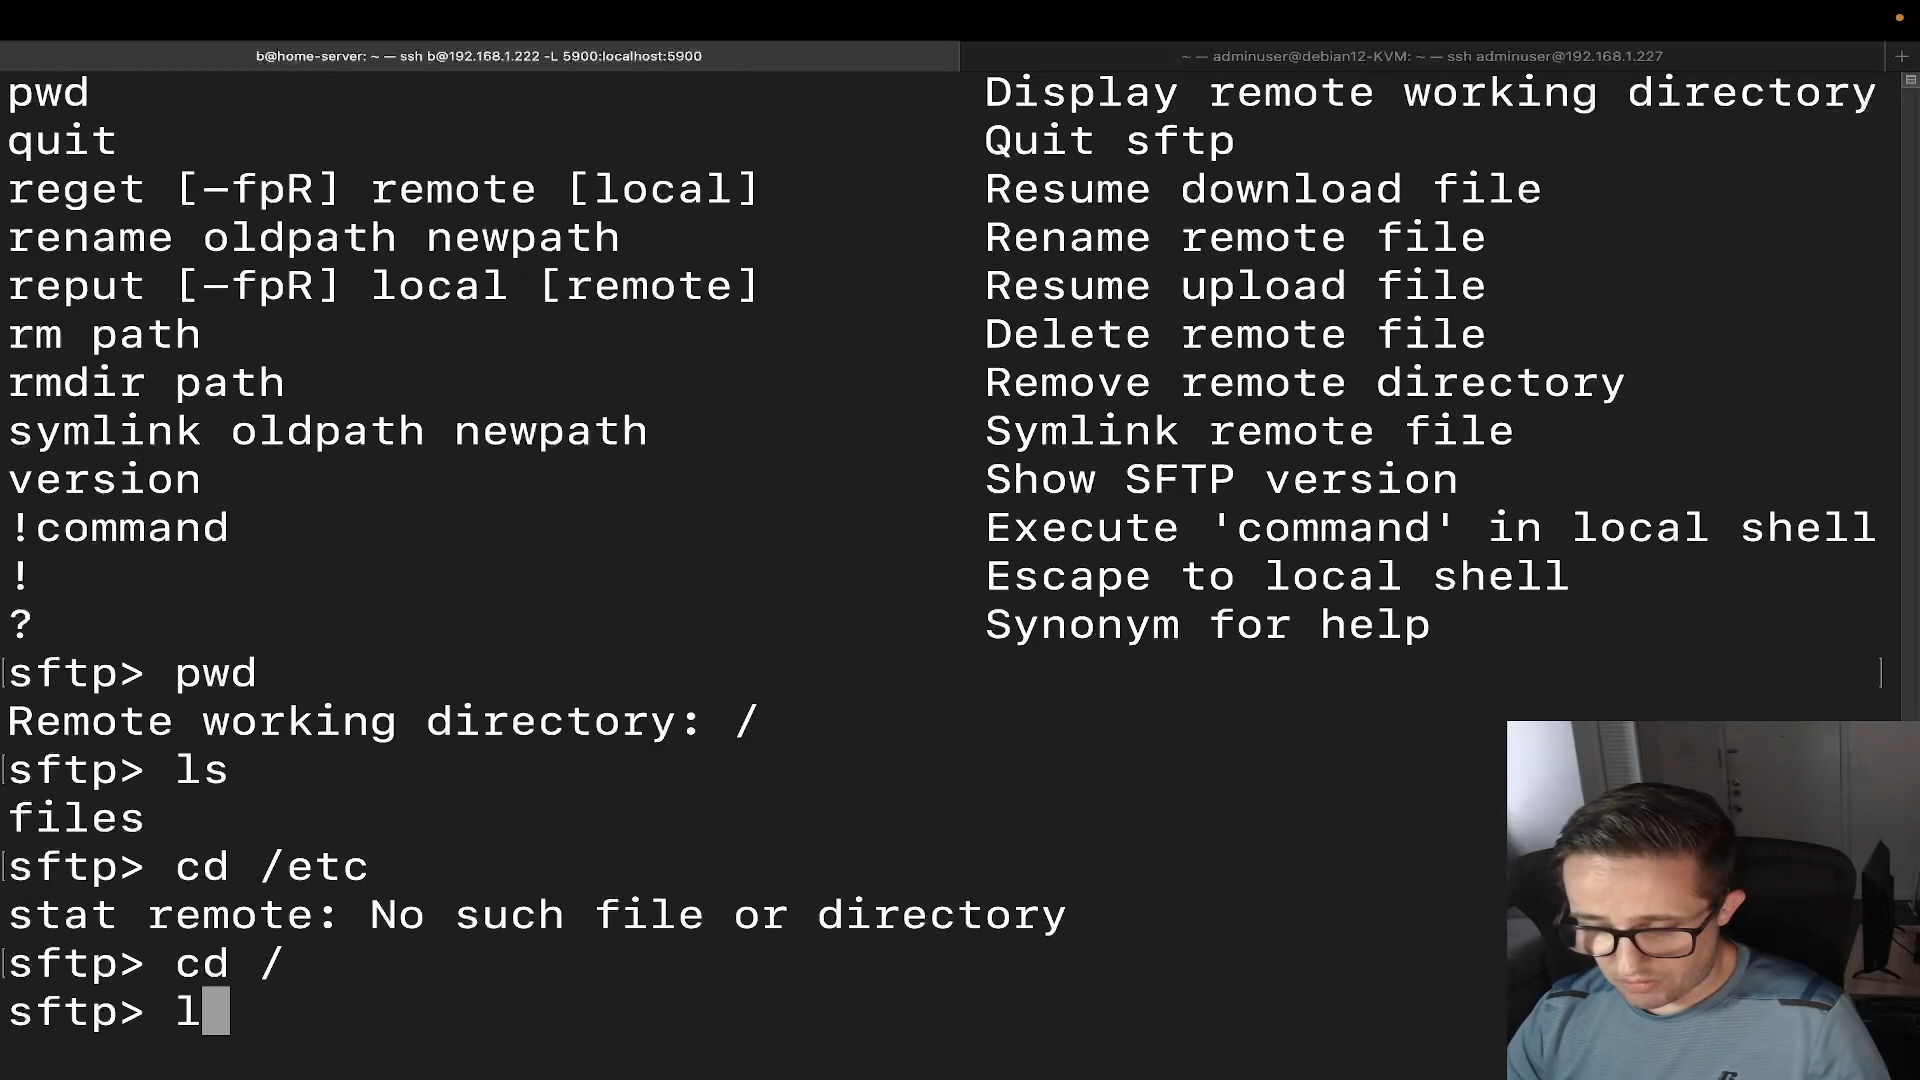 b@home-server: ~ — ssh b@192.168.1.222 -L 5900:localhost:5900
~ — adminuser@debian12-KVM: ~ — ssh adminuser@192.168.1.227
pwd Display remote working directory
quit Quit sftp
reget [-fpR] remote [local] Resume download file
rename oldpath newpath Rename remote file
reput [-fpR] local [remote] Resume upload file
rm path Delete remote file
rmdir path Remove remote directory
symlink oldpath newpath Symlink remote file
version Show SFTP version
!command Execute 'command' in local shell
! Escape to local shell
? Synonym for help
sftp> pwd
Remote working directory: /
sftp> ls
files
sftp> cd /etc
stat remote: No such file or directory
sftp> cd /
sftp> l